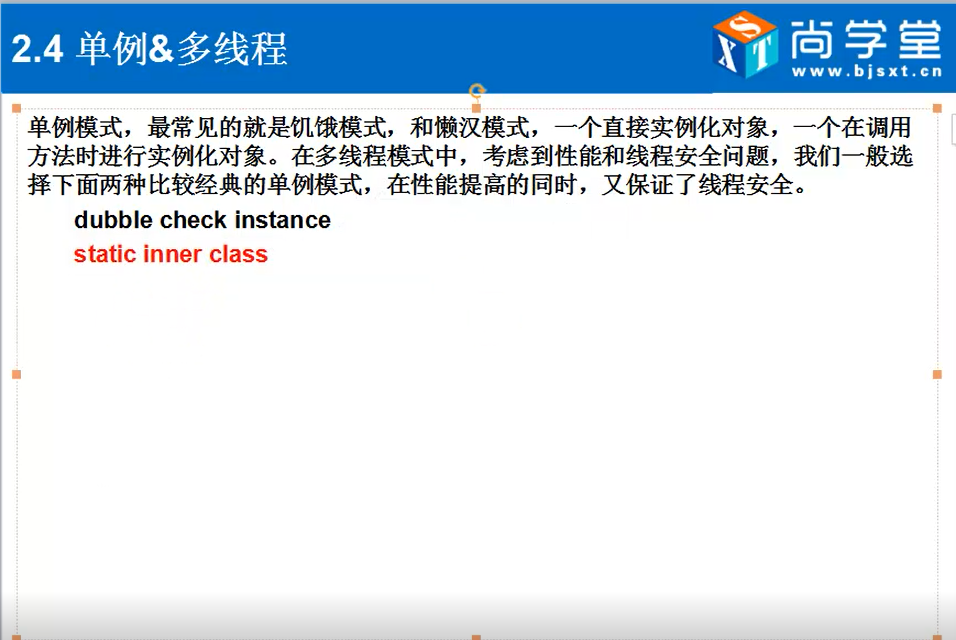 2.4 单例&多线程
尚学堂
www.bjsxt.cn
单例模式，最常见的就是饥饿模式，和懒汉模式，一个直接实例化对象，一个在调用
方法时进行实例化对象。在多线程模式中，考虑到性能和线程安全问题，我们一般选
择下面两种比较经典的单例模式，在性能提高的同时，又保证了线程安全。
dubble check instance
static inner class